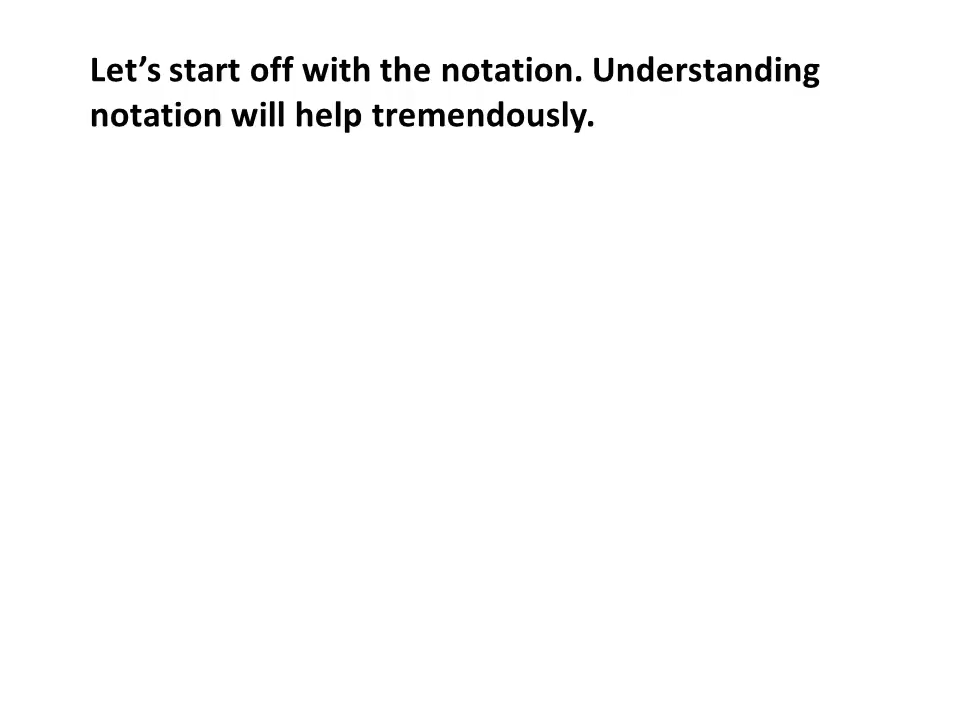 Let’s start off with the notation. Understanding
notation will help tremendously.